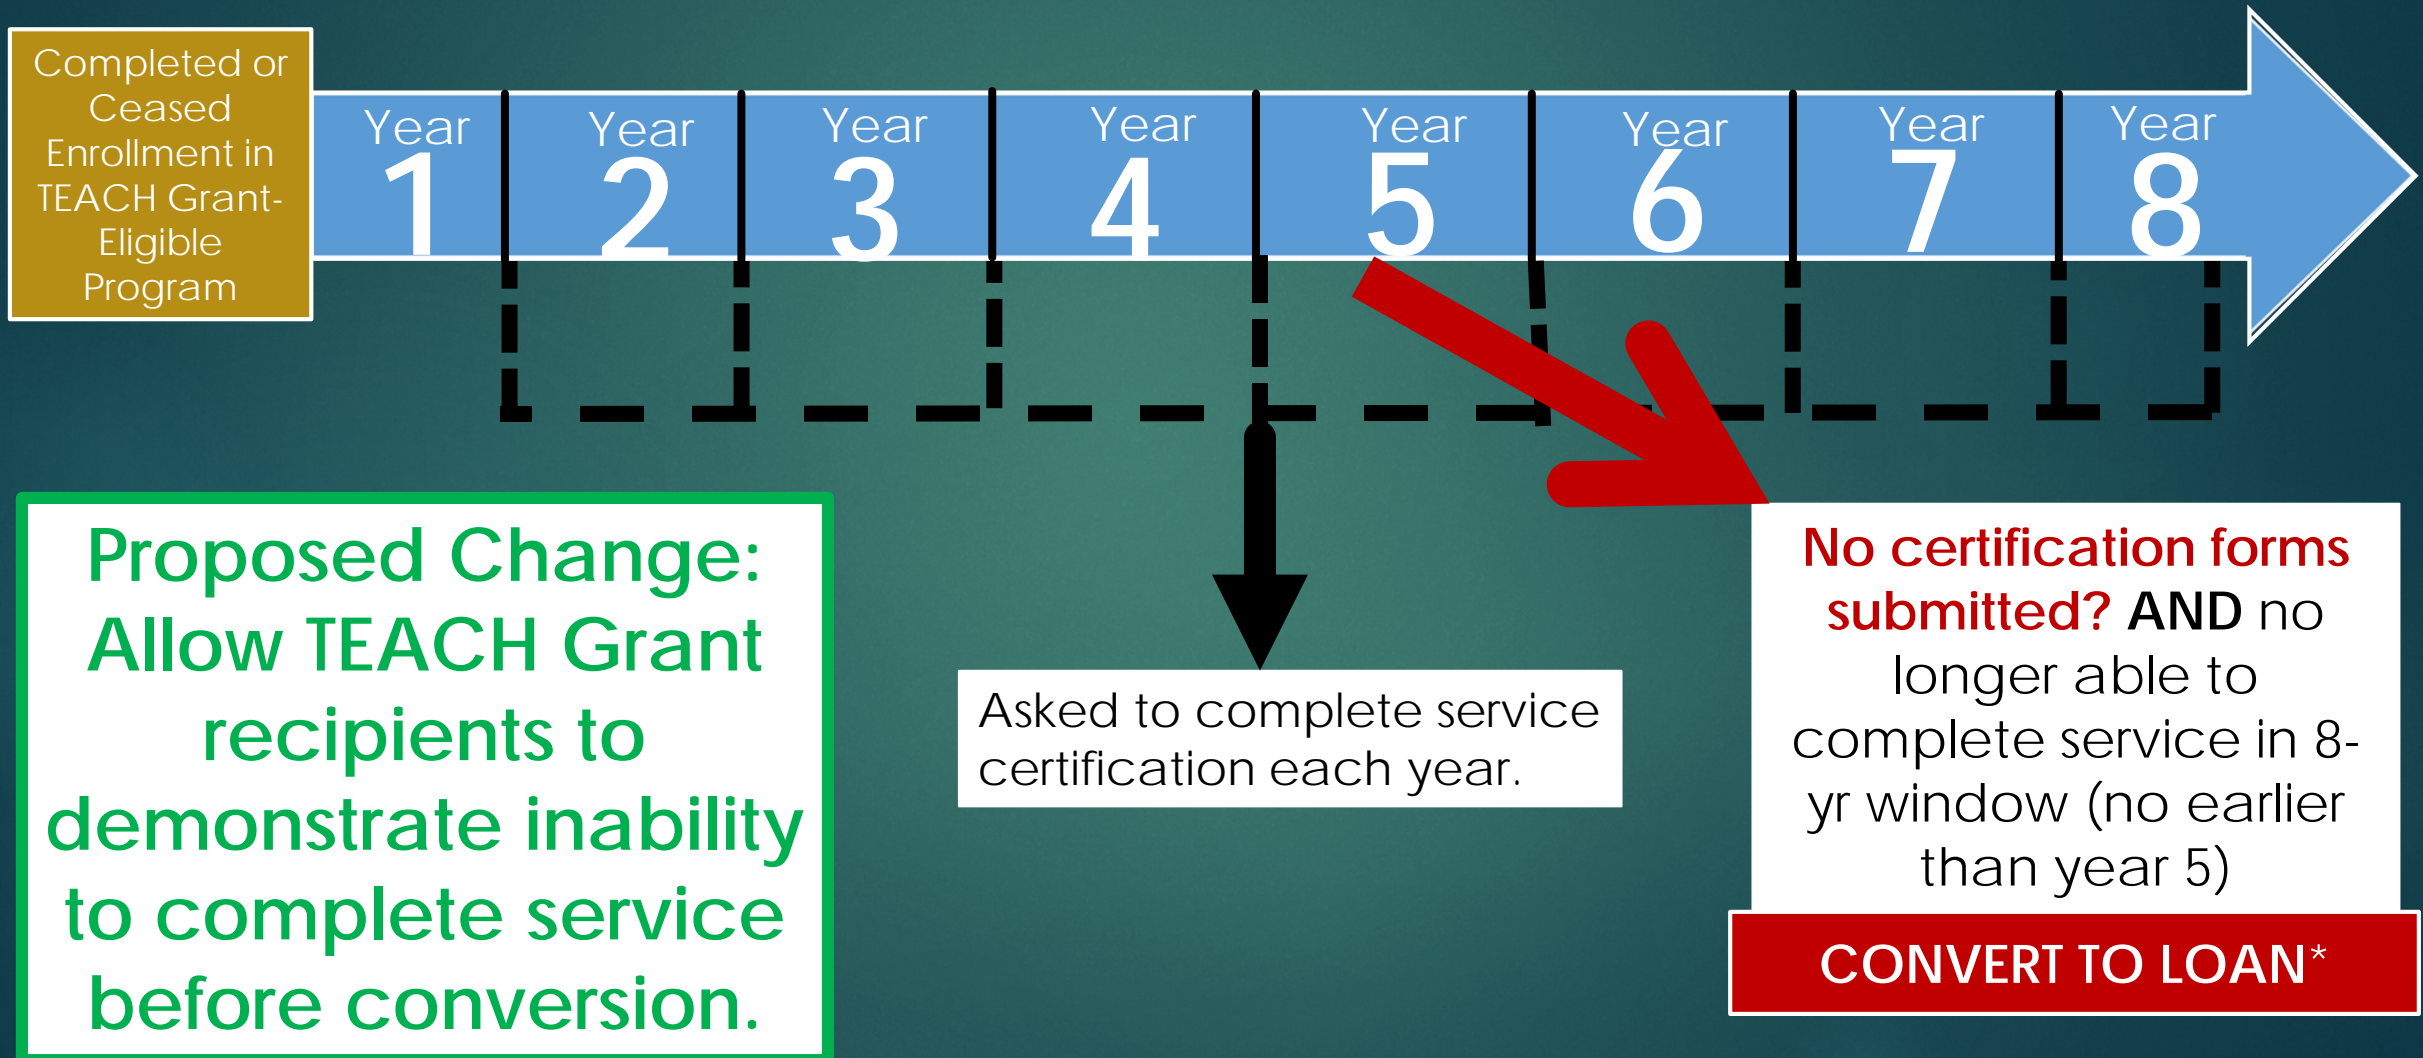 Completed or
Ceased
Enrollment in
TEACH Grant-
Eligible
Program
Year
1
Year
2
Year
3
Year
4
Year
5
Year
6
Year
7
Year
8
Proposed Change:
Allow TEACH Grant
recipients to
demonstrate inability
to complete service
before conversion.
Asked to complete service
certification each year.
No certification forms
submitted? AND no
longer able to
complete service in 8-
yr window (no earlier
than year 5)
CONVERT TO LOAN*